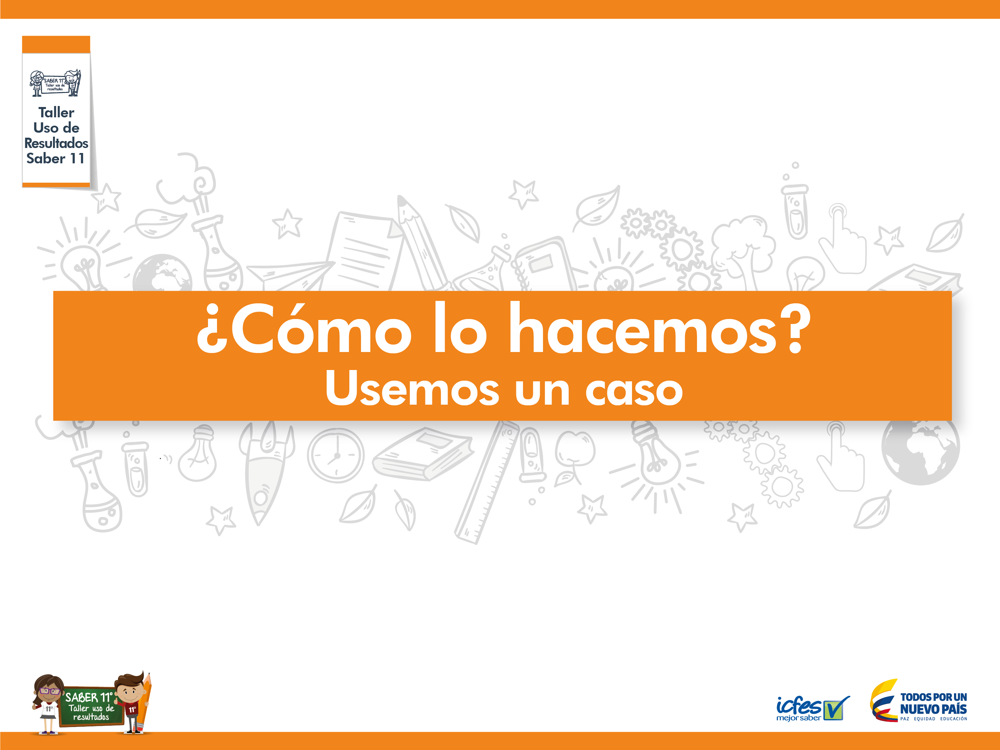 SABER 11°
Taller uso de
resultados
Taller
Uso de
Resultados
Saber 11
¿Cómo lo hacemos?
Usemos un caso
SABER 11°
Taller uso de
resultados
11°
11°
icfes
mejor saber
TODOS POR UN
NUEVO PAÍS
PAZ EQUIDAD EDUCACIÓN